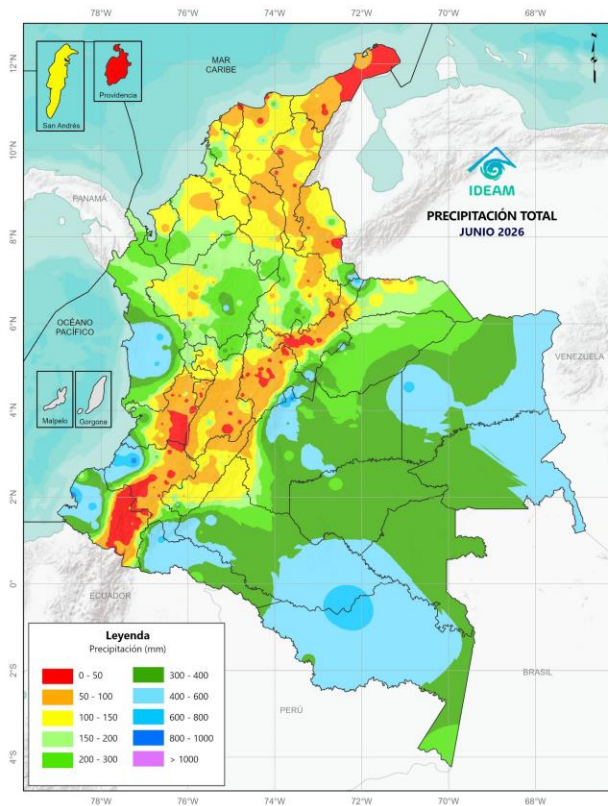 78°W
76°W
74°W
72°W
70°W
68°W
12°N
10°N
8°N
6°N
4°N
2°N
0°
2°S
4°S
San Andrés
Providencia
MAR
CARIBE
IDEAM
PRECIPITACIÓN TOTAL
JUNIO 2026
PANAMÁ
OCÉANO
PACÍFICO
VENEZUELA
Malpelo
Gorgona
ECUADOR
BRASIL
PERÚ
Leyenda
Precipitación (mm)
0 - 50
50 - 100
100 - 150
150 - 200
200 - 300
300 - 400
400 - 600
600 - 800
800 - 1000
> 1000
78°W
76°W
74°W
72°W
70°W
68°W